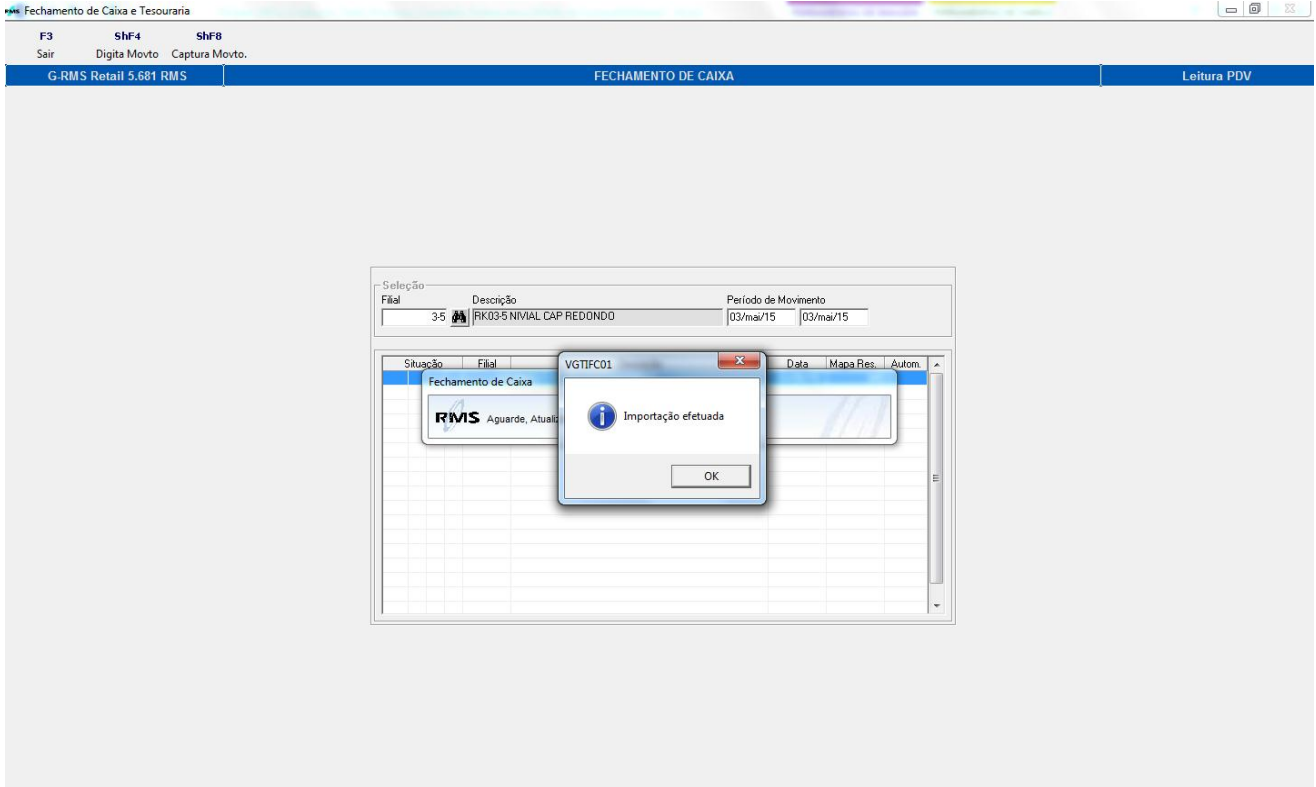 RMS Fechamento de Caixa e Tesouraria
F3 ShF4 ShF8
Sair Digita Movto Captura Movto.
G-RMS Retail 5.681 RMS FECHAMENTO DE CAIXA Leitura PDV
Seleção
Filial Descrição Período de Movimento
3-5 RK03-5 NIVIAL CAP REDONDO 03/mai/15 03/mai/15
Situação Filial Data Mapa Res. Autom.
VGTIFC01
Fechamento de Caixa
RMS Aguarde,
Importação efetuada
OK